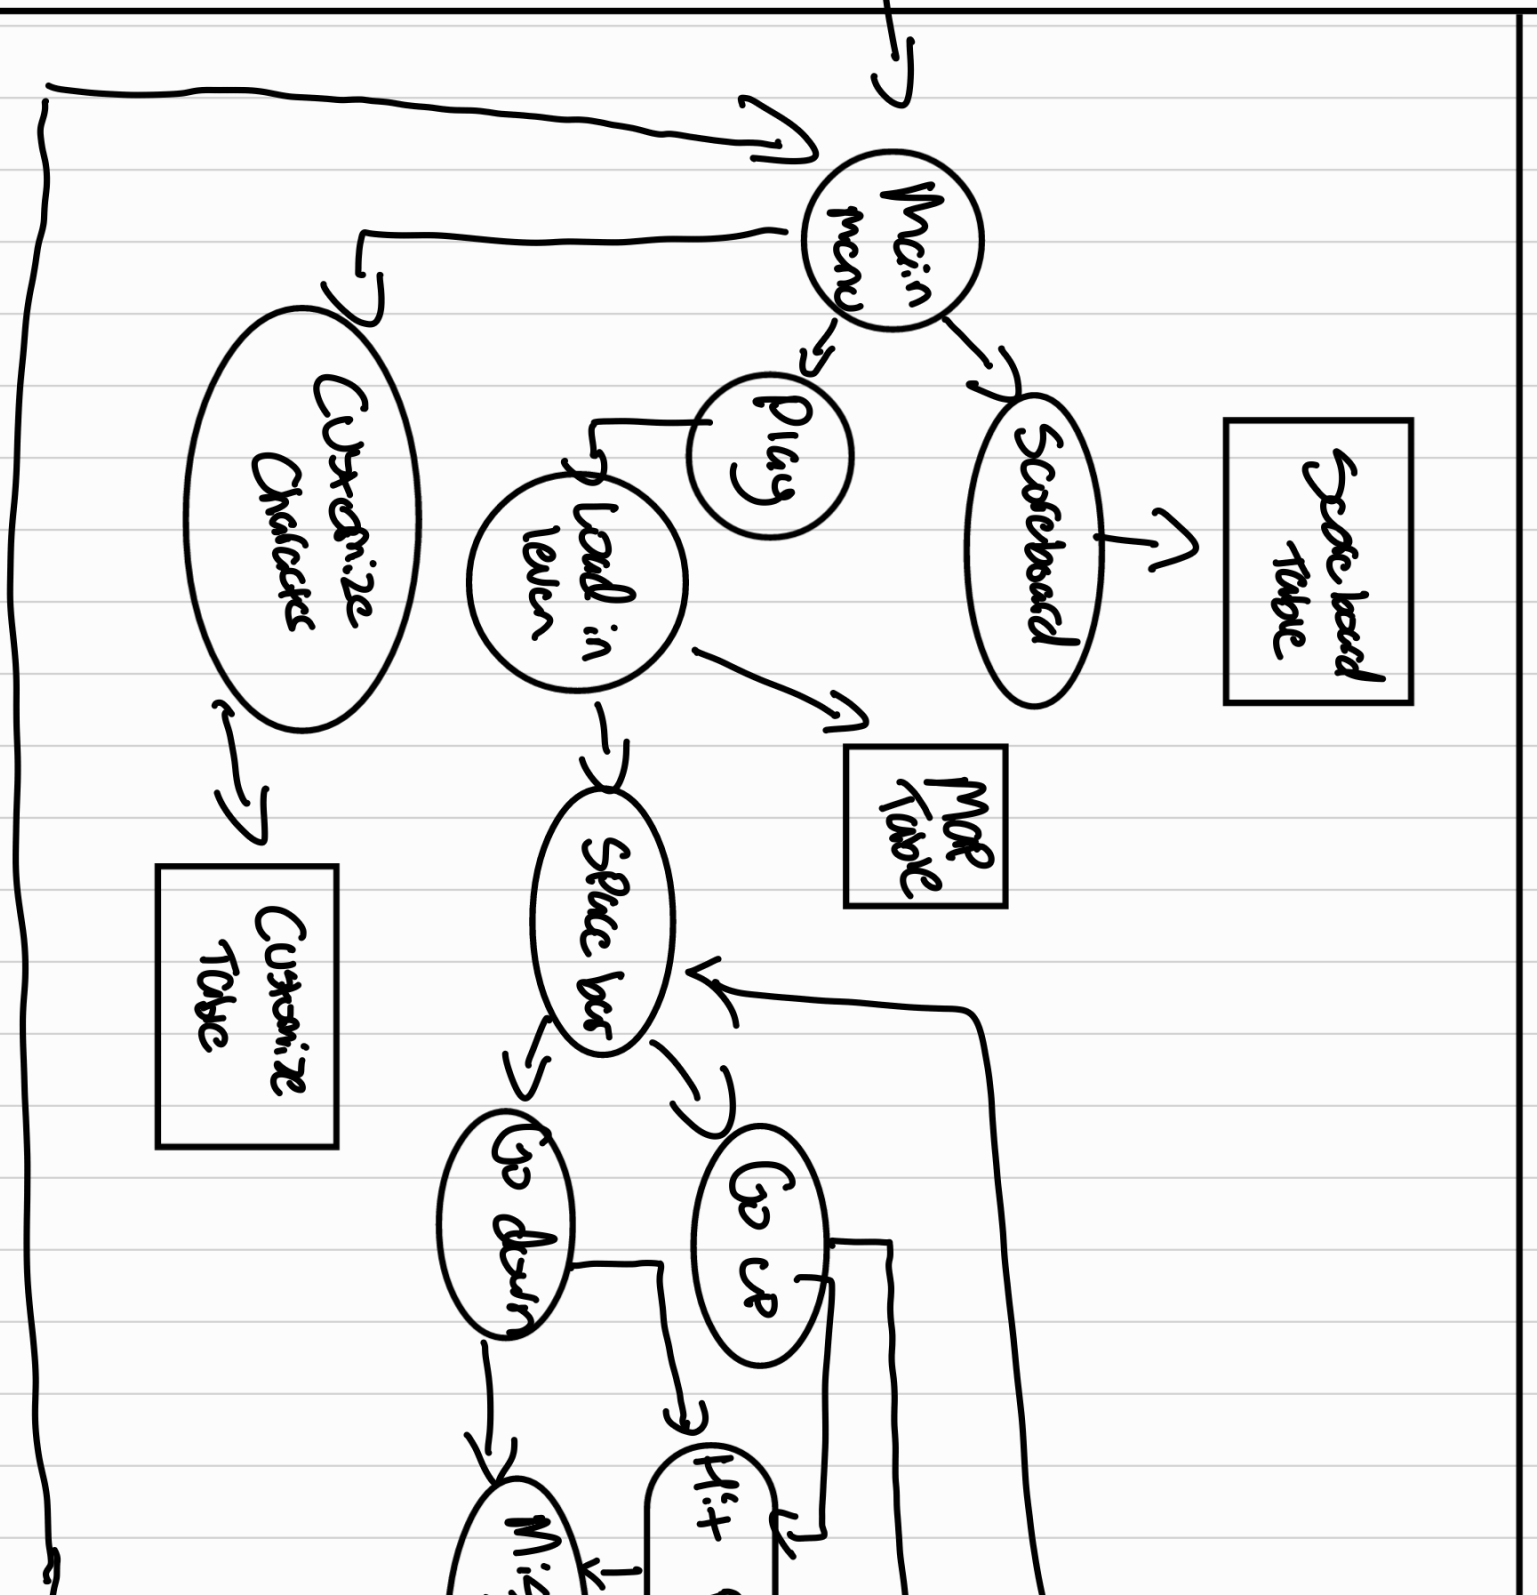 Main
menu
Play
Scoreboard
Scoreboard
Table
Customize
Character
Load in
level
Map
Table
Space bar
Customize
Table
Go up
Go down
Hit